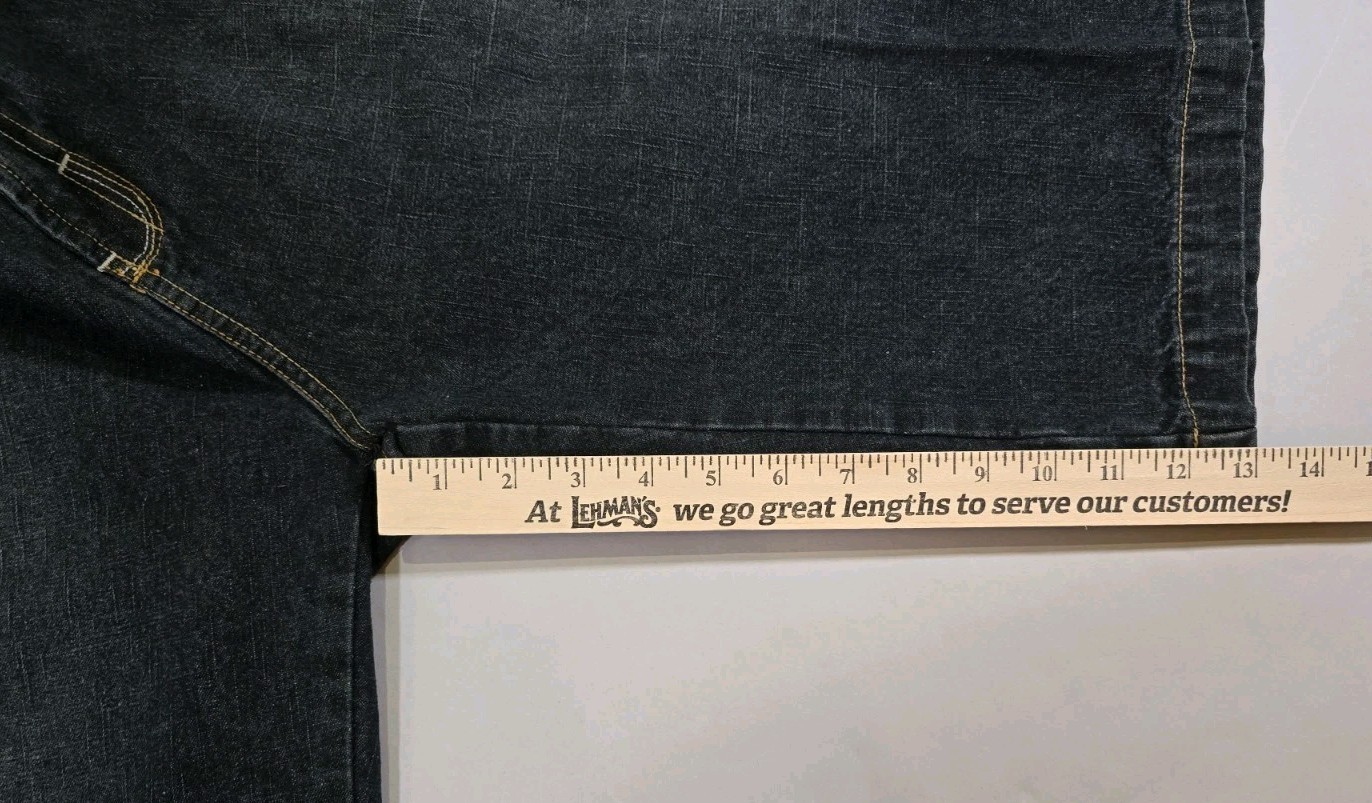 1 2 3 4 5 6 7 8 9 10 11 12 13 14
At LEHMAN'S we go great lengths to serve our customers!